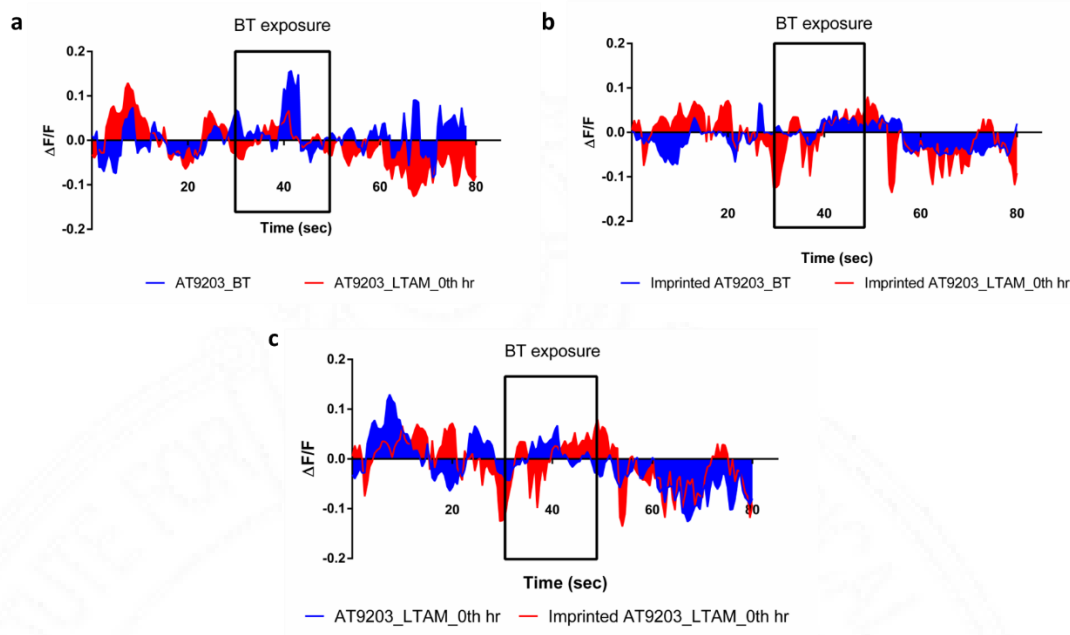 a
BT exposure
0.2
0.1
0.0
-0.1
-0.2
ΔF/F
20
40
60
80
Time (sec)
AT9203_BT
AT9203_LTAM_0th hr
b
BT exposure
0.2
0.1
0.0
-0.1
-0.2
ΔF/F
20
40
60
80
Time (sec)
Imprinted AT9203_BT
Imprinted AT9203_LTAM_0th hr
c
BT exposure
0.2
0.1
0.0
-0.1
-0.2
ΔF/F
20
40
60
80
Time (sec)
AT9203_LTAM_0th hr
Imprinted AT9203_LTAM_0th hr